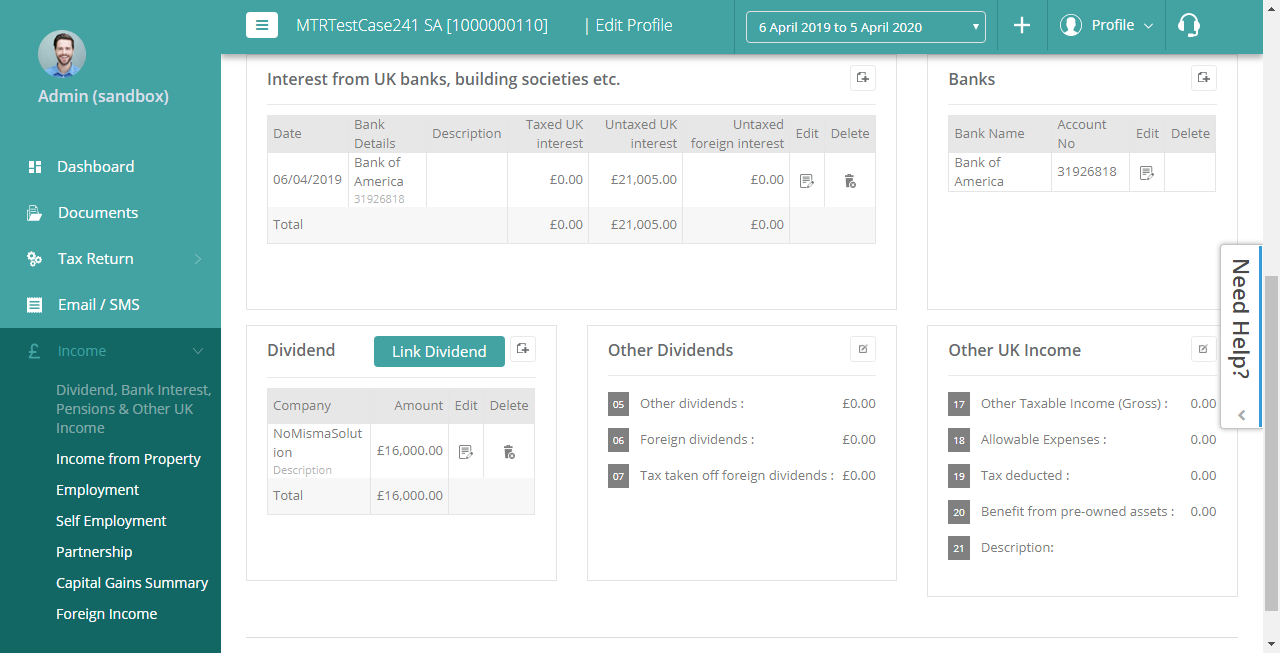 MTRTestCase241 SA [1000000110]
| Edit Profile
6 April 2019 to 5 April 2020
Profile
Admin (sandbox)
Dashboard
Documents
Tax Return
Email / SMS
£ Income
Dividend, Bank Interest,
Pensions & Other UK
Income
Income from Property
Employment
Self Employment
Partnership
Capital Gains Summary
Foreign Income
Interest from UK banks, building societies etc.
Date Bank Details Description Taxed UK interest Untaxed UK interest Untaxed foreign interest Edit Delete
06/04/2019 Bank of America 31926818 £0.00 £21,005.00 £0.00
Total £0.00 £21,005.00 £0.00
Banks
Bank Name Account No Edit Delete
Bank of America 31926818
Dividend
Link Dividend
Company Amount Edit Delete
NoMismaSolut
ion £16,000.00
Description
Total £16,000.00
Other Dividends
05 Other dividends : £0.00
06 Foreign dividends : £0.00
07 Tax taken off foreign dividends : £0.00
Other UK Income
17 Other Taxable Income (Gross) : 0.00
18 Allowable Expenses : 0.00
19 Tax deducted : 0.00
20 Benefit from pre-owned assets : 0.00
21 Description:
Need Help?